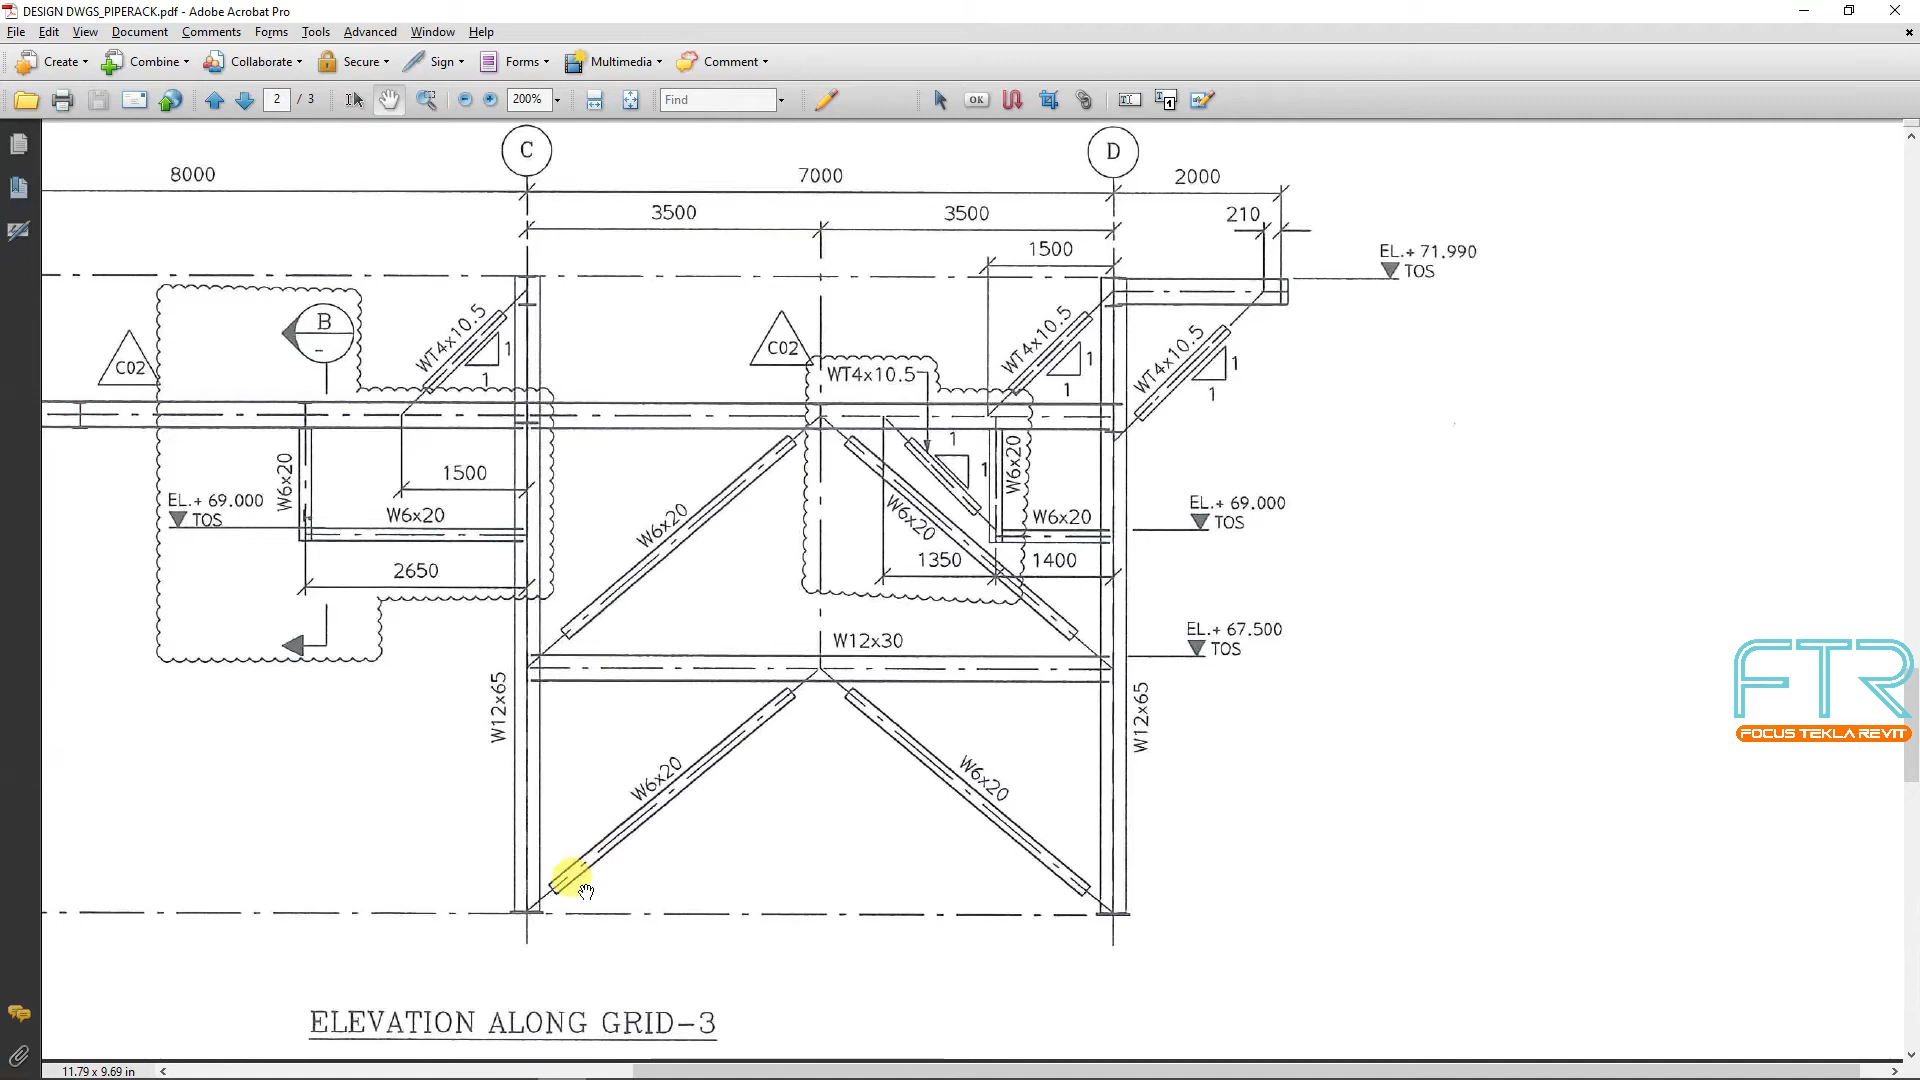 DESIGN DWGS_PIPERACK.pdf - Adobe Acrobat Pro
File Edit View Document Comments Forms Tools Advanced Window Help
Create Combine Collaborate Secure Sign Forms Multimedia Comment
2 / 3 200% Find OK
C D
8000 7000 2000
3500 3500 210
1500
EL.+ 71.990
TOS
B
-
C02
WT4x10.5
1
1
C02
WT4x10.5
WT4x10.5
1
1
WT4x10.5
1
1
1
1
W6x20
1500
W6x20
EL.+ 69.000
TOS
W6x20
W6x20
W6x20
W6x20
EL.+ 69.000
TOS
2650
1350 1400
W12x30
EL.+ 67.500
TOS
W12x65
W12x65
W6x20
W6x20
FTR
FOCUS TEKLA REVIT
ELEVATION ALONG GRID-3
11.79 x 9.69 in